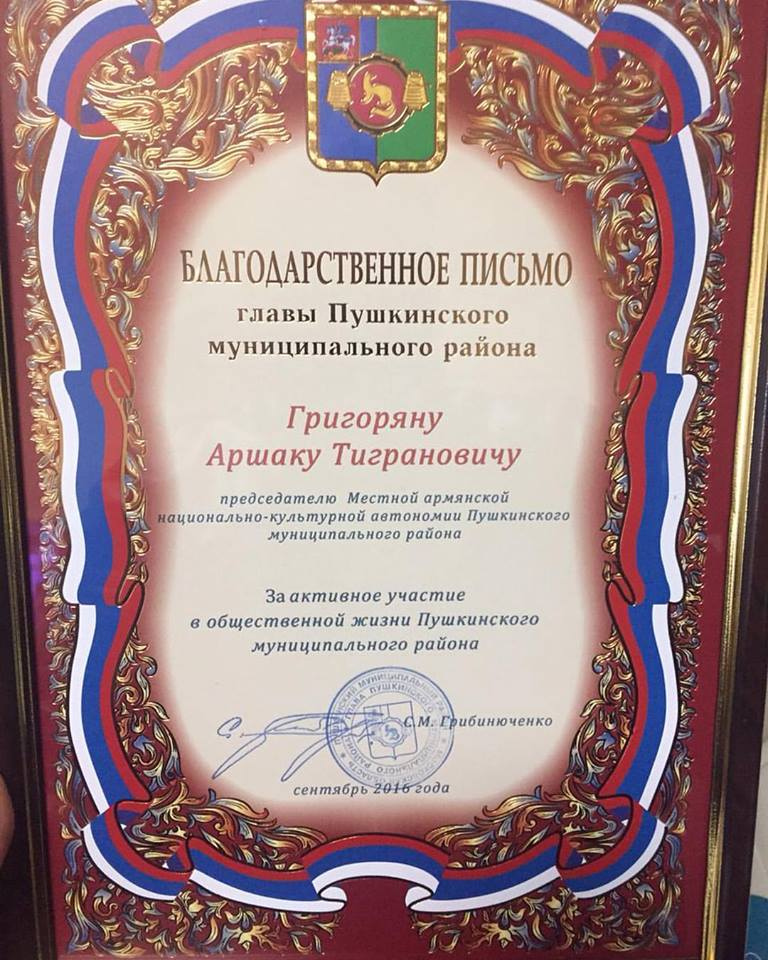 БЛАГОДАРСТВЕННОЕ ПИСЬМО
главы Пушкинского
муниципального района
Григоряну
Аршаку Тиграновичу
председателю Местной армянской
национально-культурной автономии Пушкинского
муниципального района
За активное участие
в общественной жизни Пушкинского
муниципального района
С.М. Грибинюченко
сентябрь 2016 года